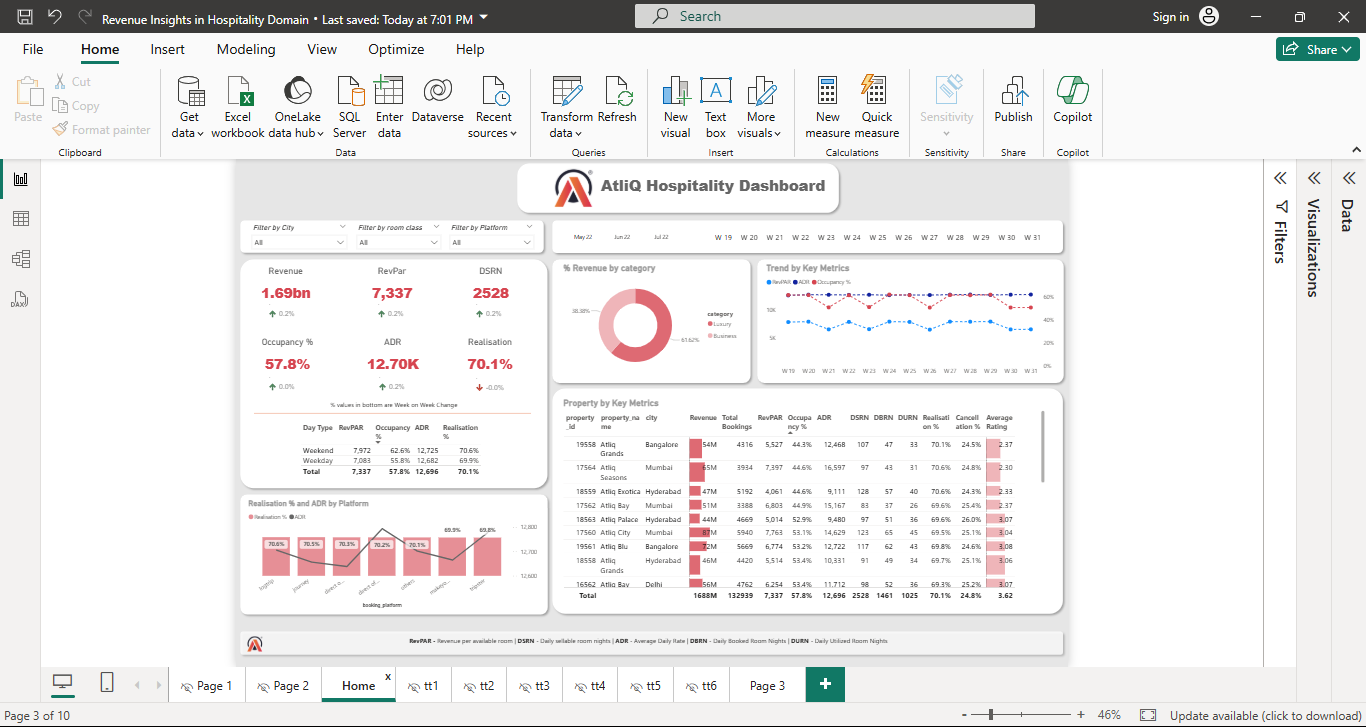 Revenue Insights in Hospitality Domain • Last saved: Today at 7:01 PM
Search
Sign in
File Home Insert Modeling View Optimize Help
Share
Paste
Cut
Copy
Format painter
Clipboard
Get data
Excel workbook
OneLake data hub
SQL Server
Enter data
Dataverse
Recent sources
Data
Transform data
Refresh
Queries
New visual
Text box
More visuals
Insert
New measure
Quick measure
Calculations
Sensitivity
Sensitivity
Publish
Share
Copilot
Copilot
DAX
AtliQ Hospitality Dashboard
Filter by City Filter by room class Filter by Platform
All All All
May 22 Jun 22 Jul 22
W 19 W 20 W 21 W 22 W 23 W 24 W 25 W 26 W 27 W 28 W 29 W 30 W 31
Revenue RevPar DSRN
1.69bn 7,337 2528
0.2% 0.2% 0.2%
Occupancy % ADR Realisation
57.8% 12.70K 70.1%
0.0% 0.2% -0.0%
% values in bottom are Week on Week Change
Day Type RevPAR Occupancy % ADR Realisation %
Weekend 7,972 62.6% 12,725 70.6%
Weekday 7,083 55.8% 12,682 69.9%
Total 7,337 57.8% 12,696 70.1%
% Revenue by category
38.38%
61.62%
category
Luxury
Business
Trend by Key Metrics
RevPAR ADR Occupancy %
10K
5K
60%
40%
20%
0%
W 19 W 20 W 21 W 22 W 23 W 24 W 25 W 26 W 27 W 28 W 29 W 30 W 31
Realisation % and ADR by Platform
Realisation % ADR
70.6% 70.5% 70.3% 70.2% 70.1% 69.9% 69.8%
12,800
12,700
12,600
logtrip journey direct o... direct of... others makeyo... tripster
booking_platform
Property by Key Metrics
property_id property_name city Revenue Total Bookings RevPAR Occupancy % ADR DSRN DBRN DURN Realisation % Cancellation % Average Rating
19558 Atliq Grands Bangalore 54M 4316 5,527 44.3% 12,468 107 47 33 70.1% 24.5% 2.37
17564 Atliq Seasons Mumbai 65M 3934 7,397 44.6% 16,597 97 43 31 70.6% 24.8% 2.30
18559 Atliq Exotica Hyderabad 47M 5192 4,061 44.6% 9,111 128 57 40 70.6% 24.3% 2.33
17562 Atliq Bay Mumbai 51M 3388 6,803 44.9% 15,167 83 37 26 69.6% 25.4% 2.37
18563 Atliq Palace Hyderabad 44M 4669 5,014 52.9% 9,480 97 51 36 69.6% 26.0% 3.07
17560 Atliq City Mumbai 87M 5940 7,763 53.1% 14,629 123 65 45 69.5% 25.1% 3.04
19561 Atliq Blu Bangalore 72M 5669 6,774 53.2% 12,722 117 62 43 69.8% 24.6% 3.08
18558 Atliq Grands Hyderabad 46M 4420 5,514 53.4% 10,331 91 49 34 69.7% 25.1% 3.06
16562 Atliq Bay Delhi 56M 4762 6,254 53.4% 11,712 98 52 36 69.3% 25.2% 3.07
Total 1688M 132939 7,337 57.8% 12,696 2528 1461 1025 70.1% 24.8% 3.62
RevPAR - Revenue per available room | DSRN - Daily sellable room nights | ADR - Average Daily Rate | DBRN - Daily Booked Room Nights | DURN - Daily Utilized Room Nights
Filters
Visualizations
Data
Page 1 Page 2 Home x tt1 tt2 tt3 tt4 tt5 tt6 Page 3 +
Page 3 of 10
- + 46%
Update available (click to download)